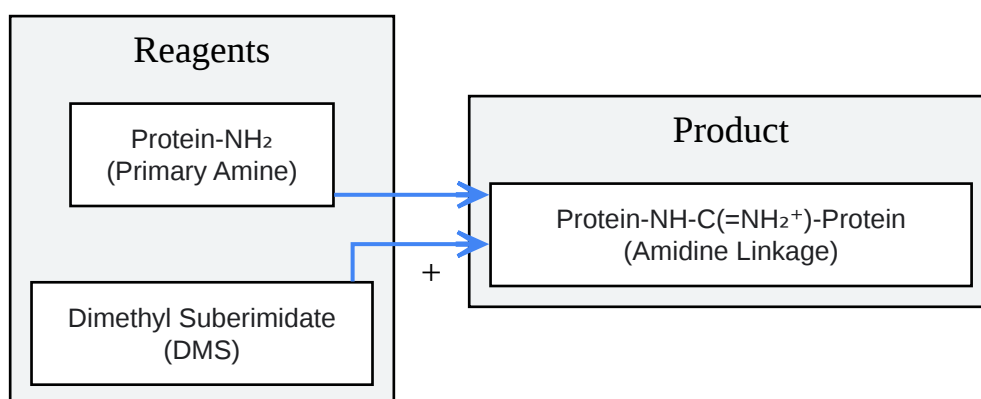 Reagents
Protein-NH₂
(Primary Amine)
Dimethyl Suberimidate
(DMS)
+
Product
Protein-NH-C(=NH₂⁺)-Protein
(Amidine Linkage)